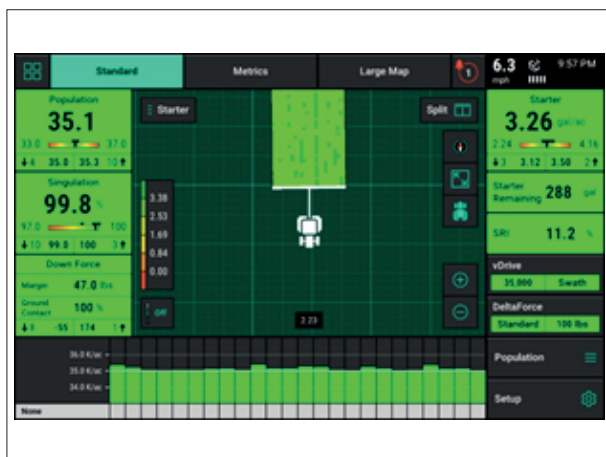 Standard
Metrics
Large Map
1
6.3
mph
9:57 PM
Population
35.1
33.0 37.0
4 35.0 35.3 10
Singulation
99.8 %
97.0 100
10 99.8 100 3
Down Force
Margin 47.0 lbs
Ground
Contact 100 %
8 -55 174 1
Starter
Split
3.38
2.53
1.69
0.84
0.00
Off
2.23
Starter
3.26 gal/ac
2.24 4.16
3 3.12 3.50 2
Starter
Remaining 288 gal
SRI 11.2 %
vDrive
35,000 Swath
DeltaForce
Standard 100 lbs
Population
Setup
36.0 K/ac
35.0 K/ac
34.0 K/ac
None